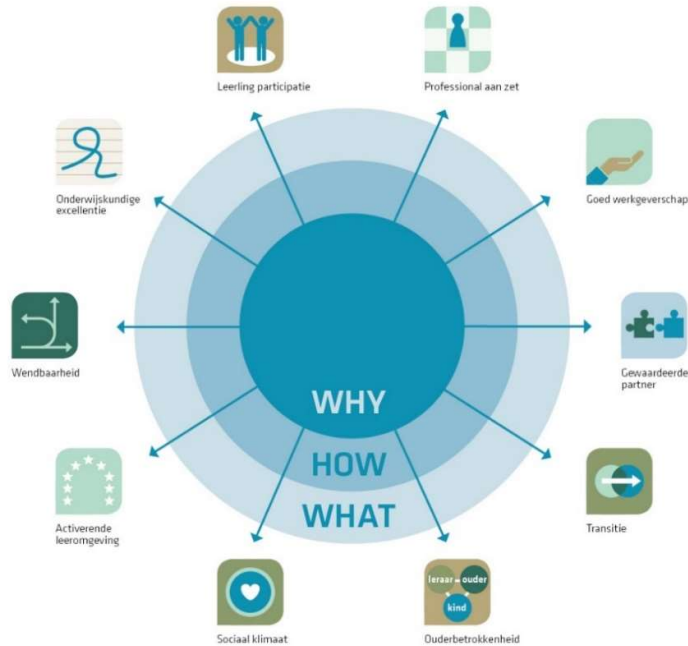 Leerling participatie
Professional aan zet
Onderwijskundige
excellentie
Goed werkgeverschap
Wendbaarheid
Gewaardeerde
partner
WHY
HOW
WHAT
Activerende
leeromgeving
Transitie
Sociaal klimaat
leraar
ouder
kind
Ouderbetrokkenheid